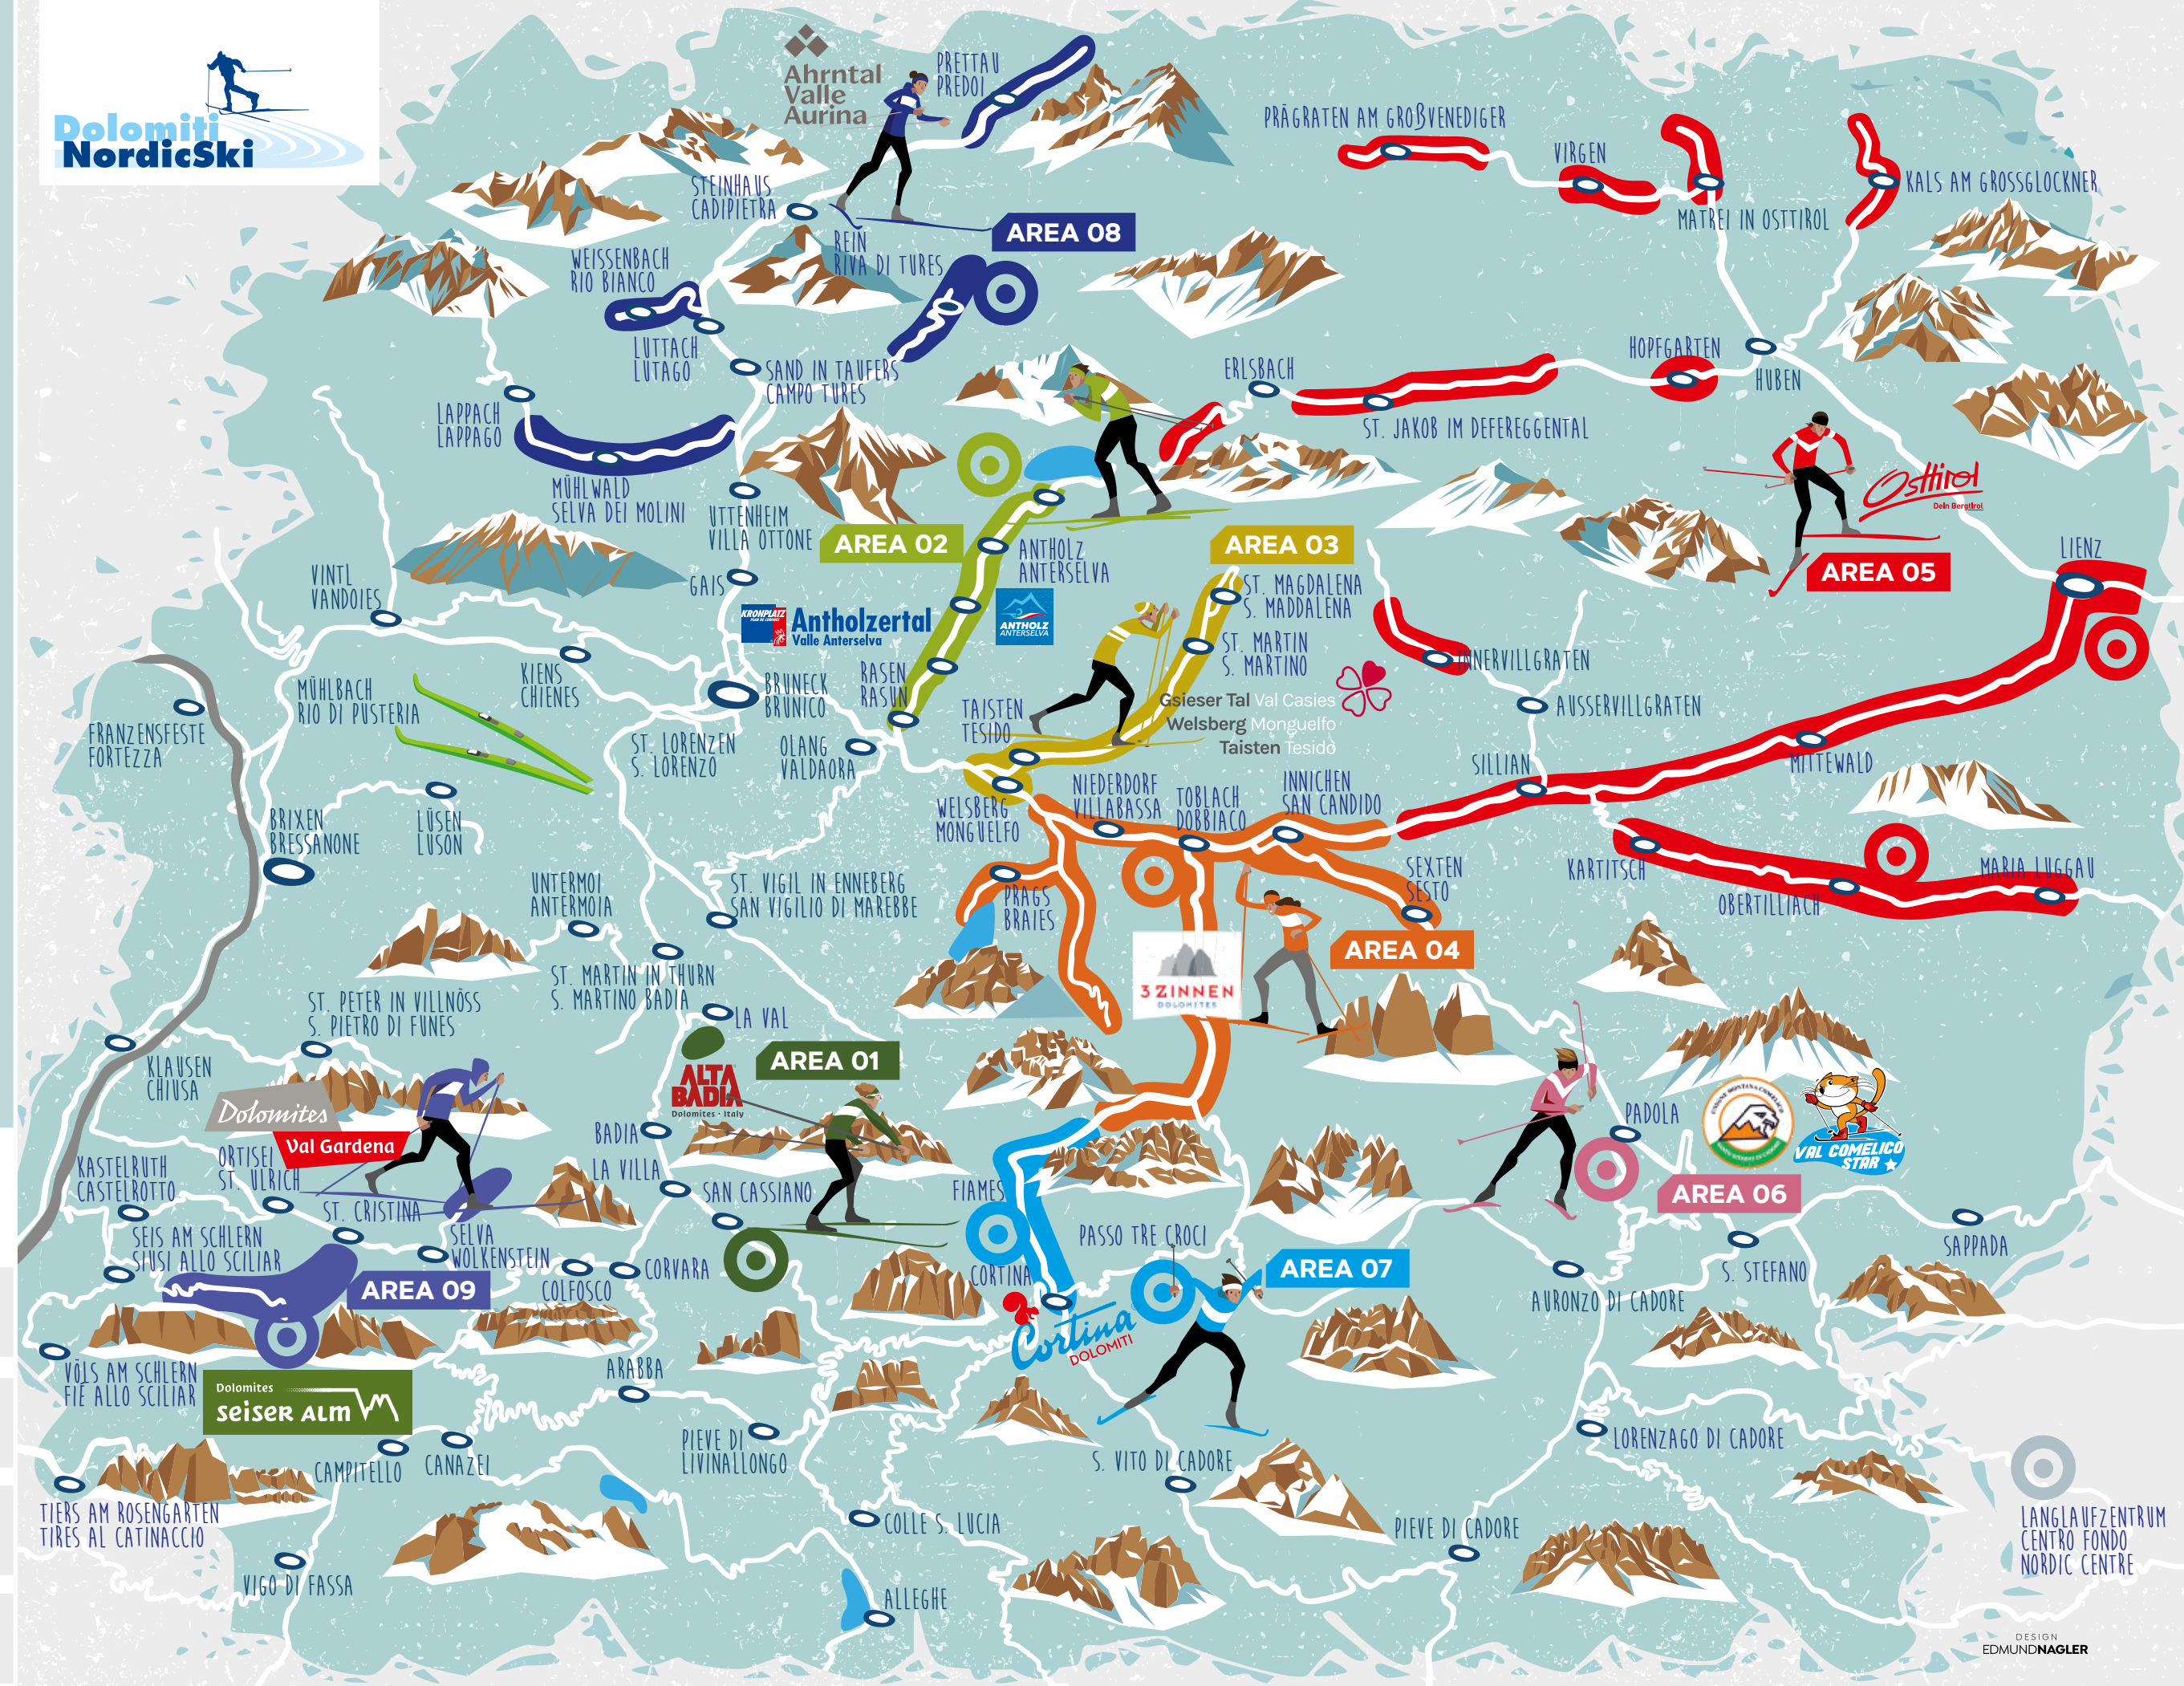 Dolomiti
NordicSki
Ahrntal
Valle
Aurina
PRETTAU
PREDOI
PRÄGRATEN AM GROßVENEDIGER
VIRGEN
KALS AM GROSSGLOCKNER
MATREI IN OSTTIROL
STEINHAUS
CADIPIETRA
AREA 08
REIN
RIVA DI TURES
WEISSENBACH
RIO BIANCO
LUTTACH
LUTAGO
SAND IN TAUFERS
CAMPO TURES
ERLSBACH
HOPFGARTEN
HUBEN
ST. JAKOB IM DEFEREGGENTAL
LAPPACH
LAPPAGO
MÜHLWALD
SELVA DEI MOLINI
UTTENHEIM
VILLA OTTONE
AREA 02
ANTHOLZ
ANTERSELVA
AREA 03
Osttirol
Dein Bergtirol
AREA 05
LIENZ
VINTL
VANDOIES
GAIS
ST. MAGDALENA
S. MADDALENA
KRONPLATZ
PLAN DE CORONES
Antholzertal
Valle Anterselva
ANTHOLZ
ANTERSELVA
ST. MARTIN
S. MARTINO
INNERVILLGRATEN
KIENS
CHIENES
MÜHLBACH
RIO DI PUSTERIA
BRUNECK
BRUNICO
RASEN
RASUN
TAISTEN
TESIDO
Gsieser Tal Val Casies
Welsberg Monguelfo
Taisten Tesido
AUSSERVILLGRATEN
FRANZENSFESTE
FORTEZZA
ST. LORENZEN
S. LORENZO
OLANG
VALDAORA
SILLIAN
MITTEWALD
BRIXEN
BRESSANONE
LÜSEN
LUSON
WELSBERG
MONGUELFO
NIEDERDORF
VILLABASSA
TOBLACH
DOBBIACO
INNICHEN
SAN CANDIDO
SEXTEN
SESTO
KARTITSCH
OBERTILLIACH
MARIA LUGGAU
UNTERMOI
ANTERMOIA
ST. VIGIL IN ENNEBERG
SAN VIGILIO DI MAREBBE
PRAGS
BRAIES
AREA 04
3 ZINNEN
DOLOMITES
ST. MARTIN IN THURN
S. MARTINO BADIA
ST. PETER IN VILLNÖSS
S. PIETRO DI FUNES
LA VAL
KLAUSEN
CHIUSA
AREA 01
ALTA
BADIA
Dolomites • Italy
Dolomites
Val Gardena
BADIA
LA VILLA
SAN CASSIANO
PADOLA
VAL COMELICO
STAR
AREA 06
KASTELRUTH
CASTELROTTO
ORTISEI
ST. ULRICH
ST. CRISTINA
SELVA
WOLKENSTEIN
SEIS AM SCHLERN
SIUSI ALLO SCILIAR
AREA 09
COLFOSCO
CORVARA
FIAMES
CORTINA
PASSO TRE CROCI
AREA 07
Cortina
DOLOMITI
S. STEFANO
SAPPADA
AURONZO DI CADORE
VÖLS AM SCHLERN
FIÈ ALLO SCILIAR
Dolomites
seiser alm
ARABBA
PIEVE DI
LIVINALLONGO
CAMPITELLO
CANAZEI
S. VITO DI CADORE
LORENZAGO DI CADORE
TIERS AM ROSENGARTEN
TIRES AL CATINACCIO
COLLE S. LUCIA
PIEVE DI CADORE
LANGLAUFZENTRUM
CENTRO FONDO
NORDIC CENTRE
VIGO DI FASSA
ALLEGHE
DESIGN
EDMUNDNAGLER